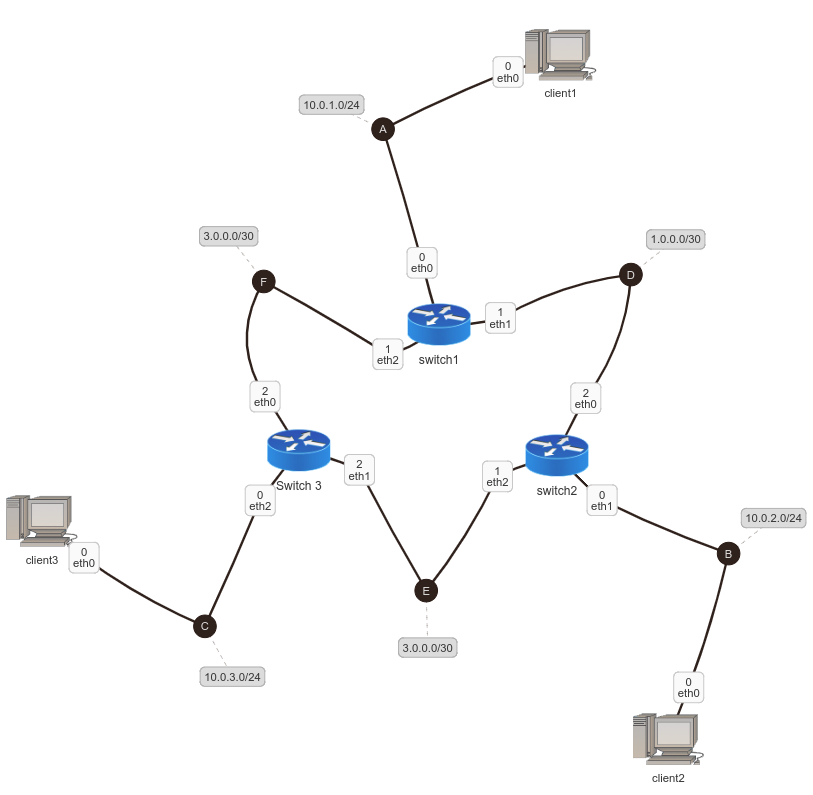 0
eth0
client1
10.0.1.0/24
A
3.0.0.0/30
1.0.0.0/30
0
eth0
D
F
1
eth1
1
eth2
switch1
2
eth0
2
eth0
2
eth1
1
eth2
Switch 3
switch2
0
eth2
0
eth1
10.0.2.0/24
client3
0
eth0
B
E
C
3.0.0.0/30
10.0.3.0/24
0
eth0
client2